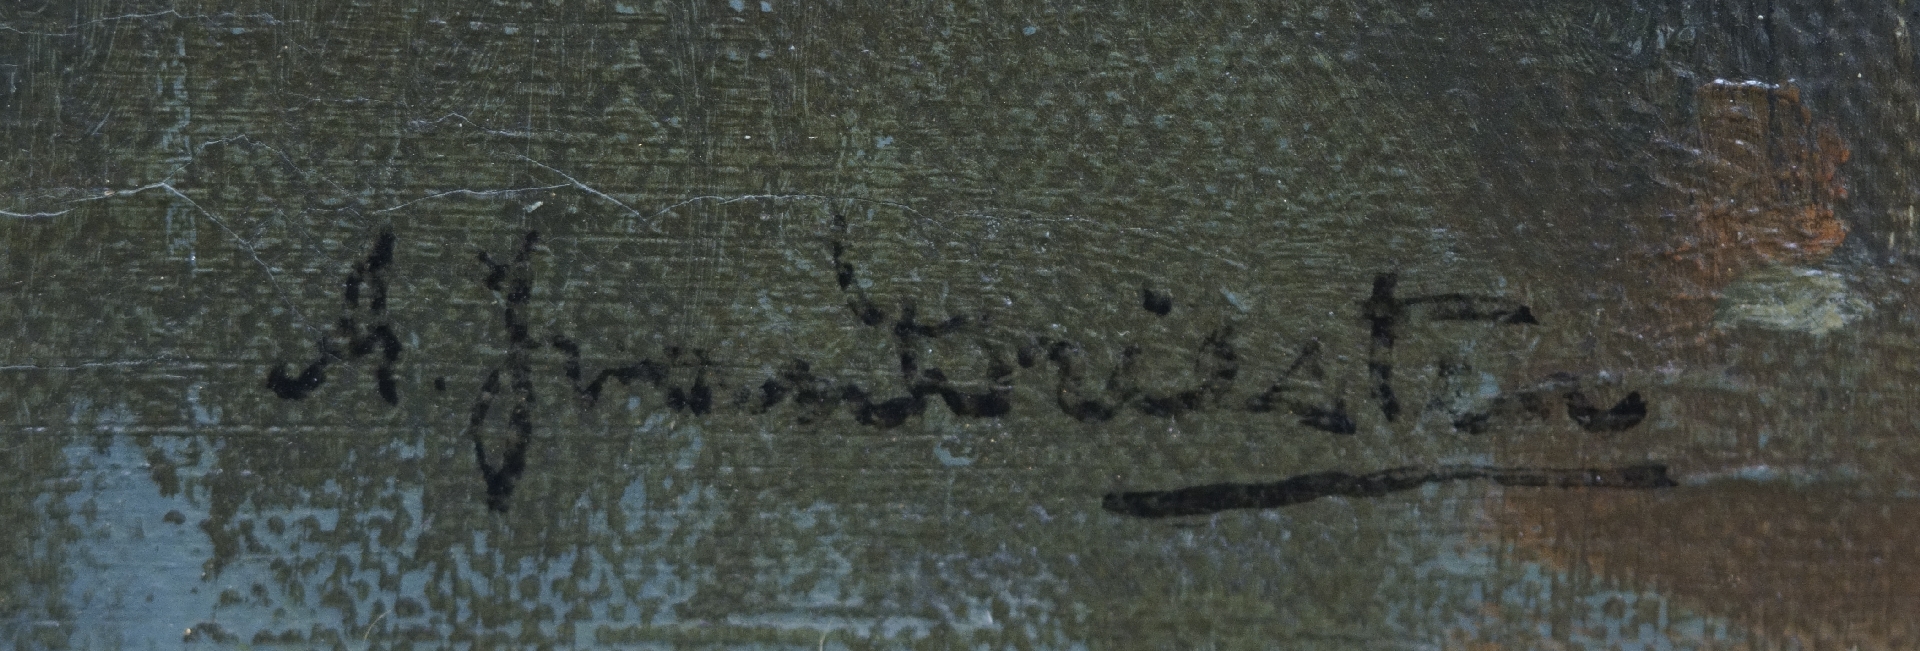 A. J van Driesten